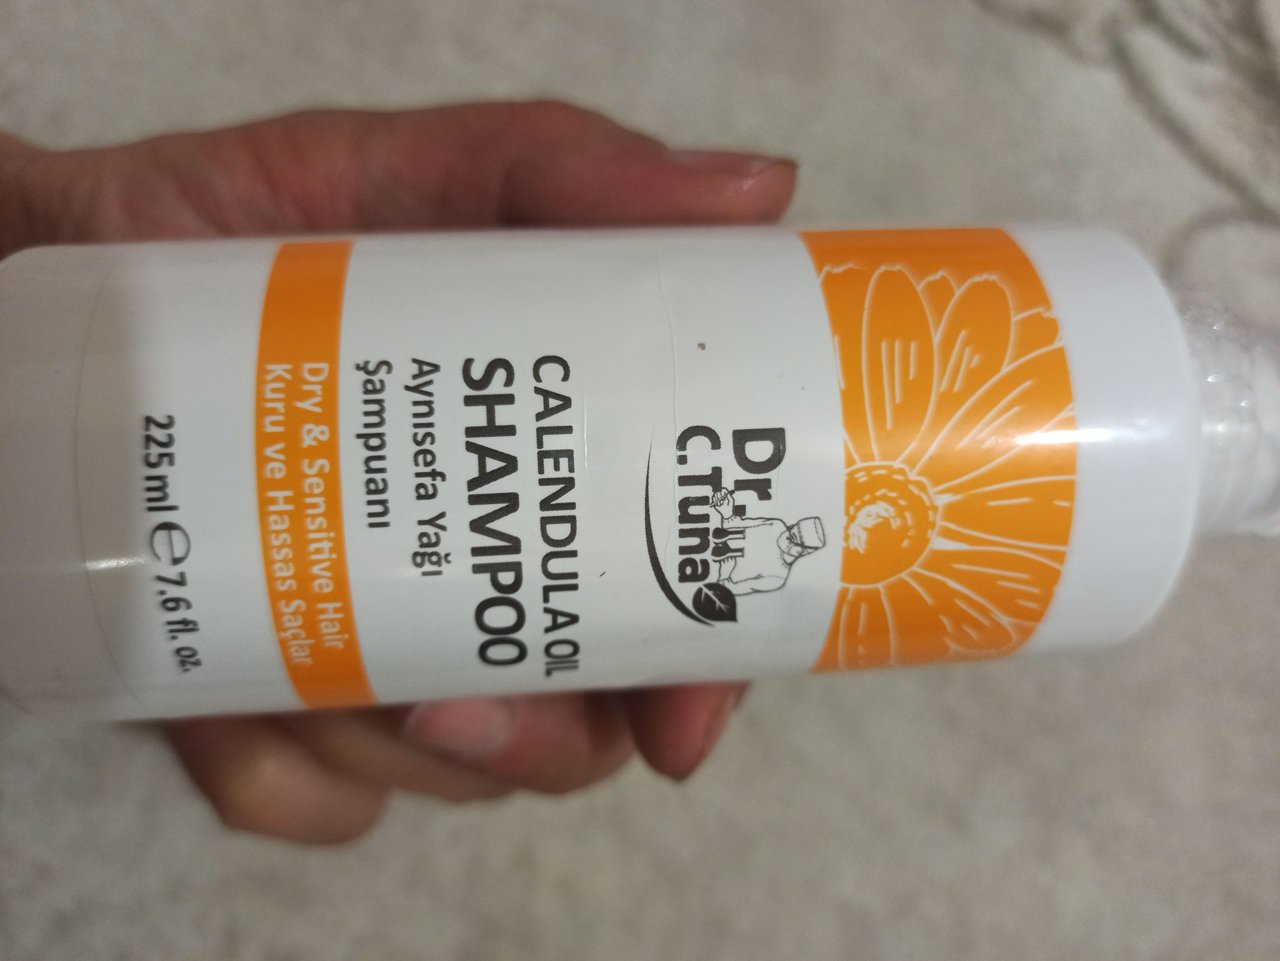 Dr.
C.Tuna
CALENDULA OIL
SHAMPOO
Aynısefa Yağı
Şampuanı
Dry & Sensitive Hair
Kuru ve Hassas Saçlar
225 ml ℮ 7.6 fl. oz.